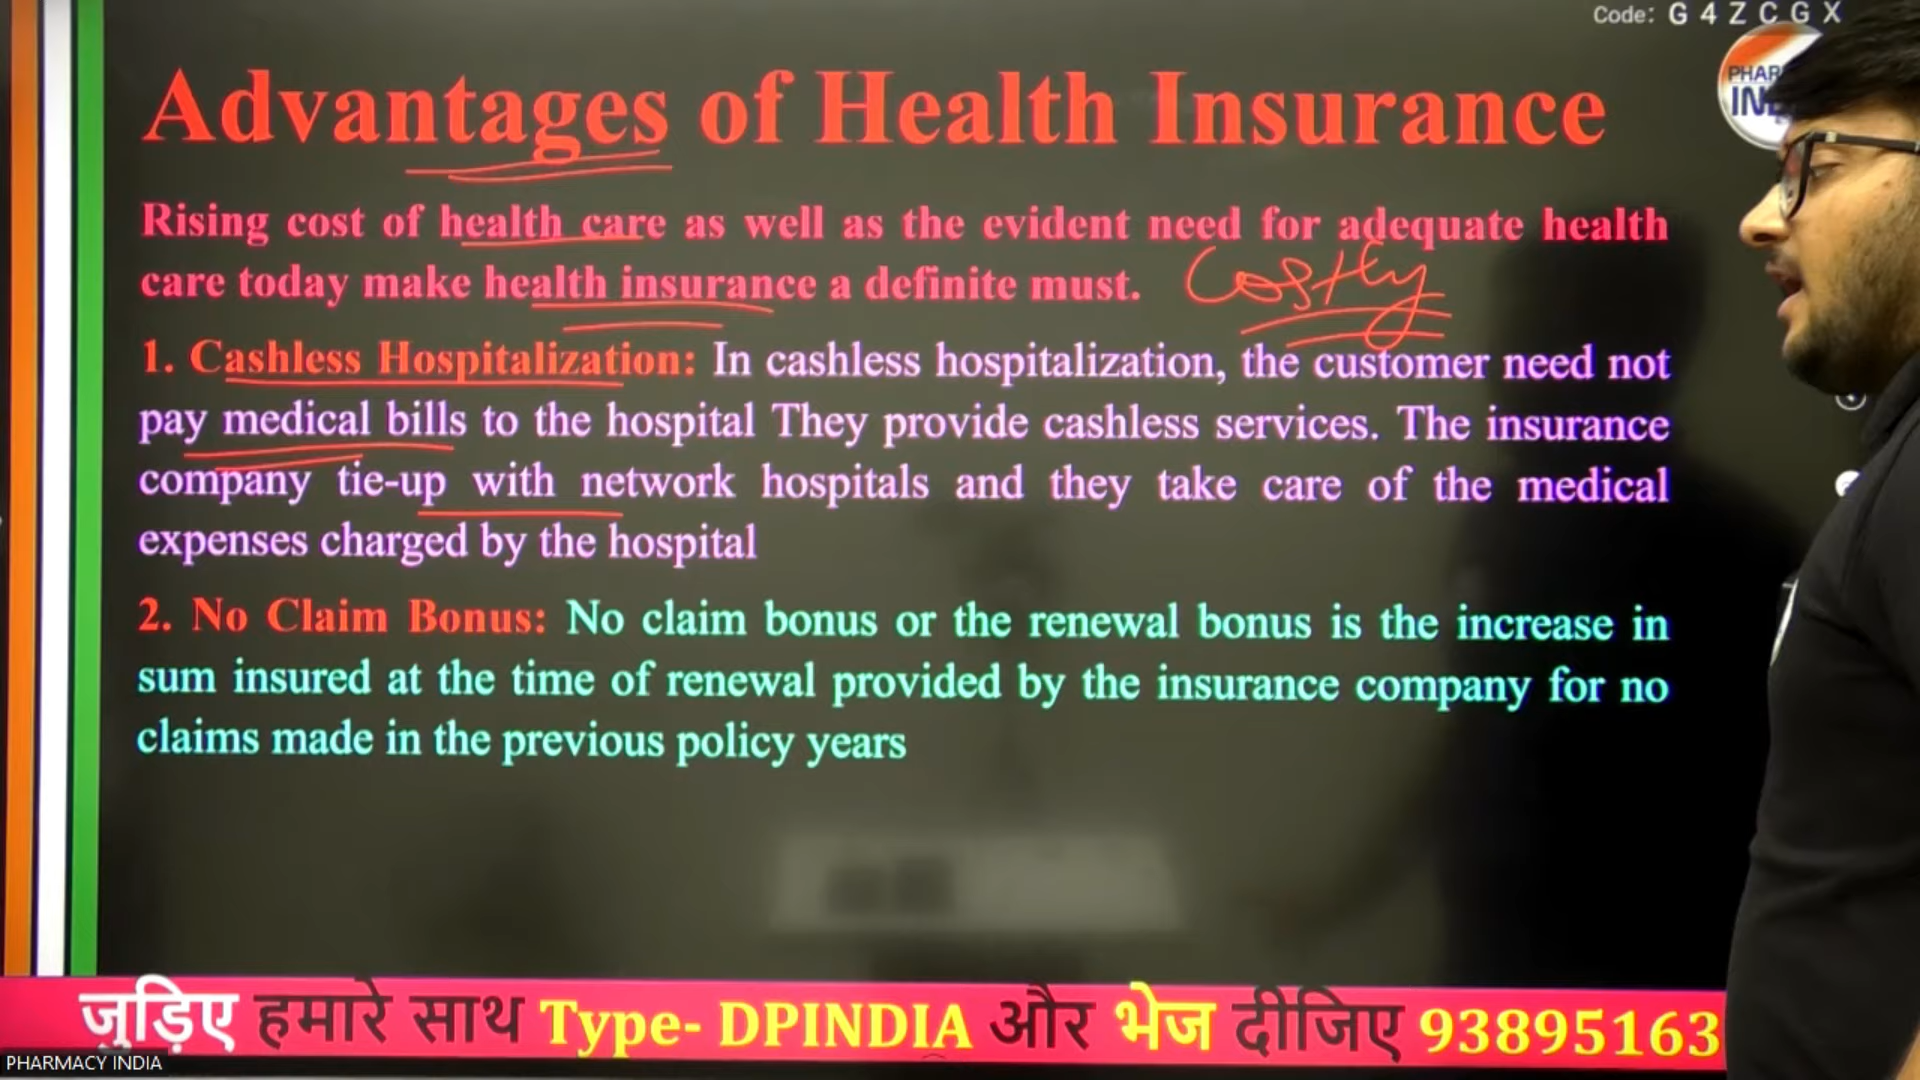 Code: G 4 Z C G X
Advantages of Health Insurance
Rising cost of health care as well as the evident need for adequate health
care today make health insurance a definite must.
Costly
1. Cashless Hospitalization: In cashless hospitalization, the customer need not
pay medical bills to the hospital They provide cashless services. The insurance
company tie-up with network hospitals and they take care of the medical
expenses charged by the hospital
2. No Claim Bonus: No claim bonus or the renewal bonus is the increase in
sum insured at the time of renewal provided by the insurance company for no
claims made in the previous policy years
जुड़िए हमारे साथ Type- DPINDIA और भेज दीजिए 93895163
PHARMACY INDIA